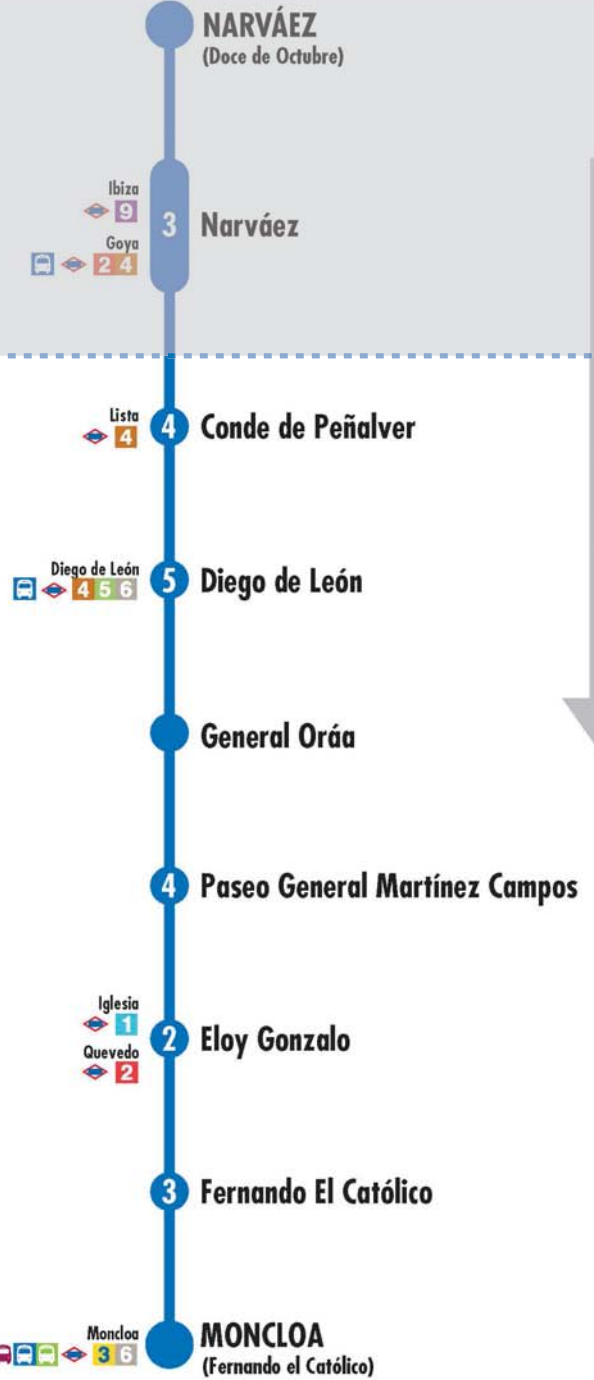 NARVÁEZ
(Doce de Octubre)
Ibiza
9
Goya
2 4
3
Narváez
Lista
4
4
Conde de Peñalver
Diego de León
4 5 6
5
Diego de León
General Oráa
4
Paseo General Martínez Campos
Iglesia
1
Quevedo
2
2
Eloy Gonzalo
3
Fernando El Católico
Moncloa
3 6
MONCLOA
(Fernando el Católico)